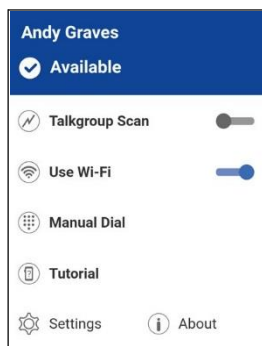 Andy Graves
Available
Talkgroup Scan
Use Wi-Fi
Manual Dial
Tutorial
Settings About